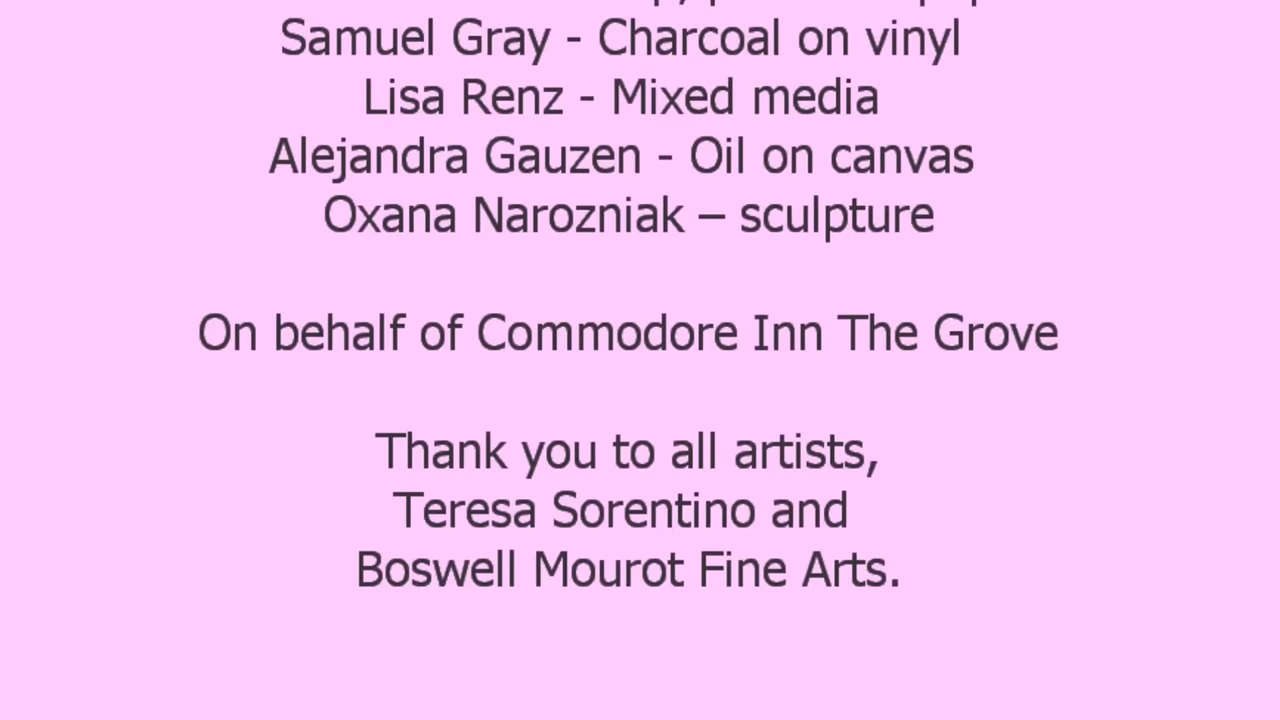 Samuel Gray - Charcoal on vinyl
Lisa Renz - Mixed media
Alejandra Gauzen - Oil on canvas
Oxana Narozniak – sculpture
On behalf of Commodore Inn The Grove
Thank you to all artists,
Teresa Sorentino and
Boswell Mourot Fine Arts.